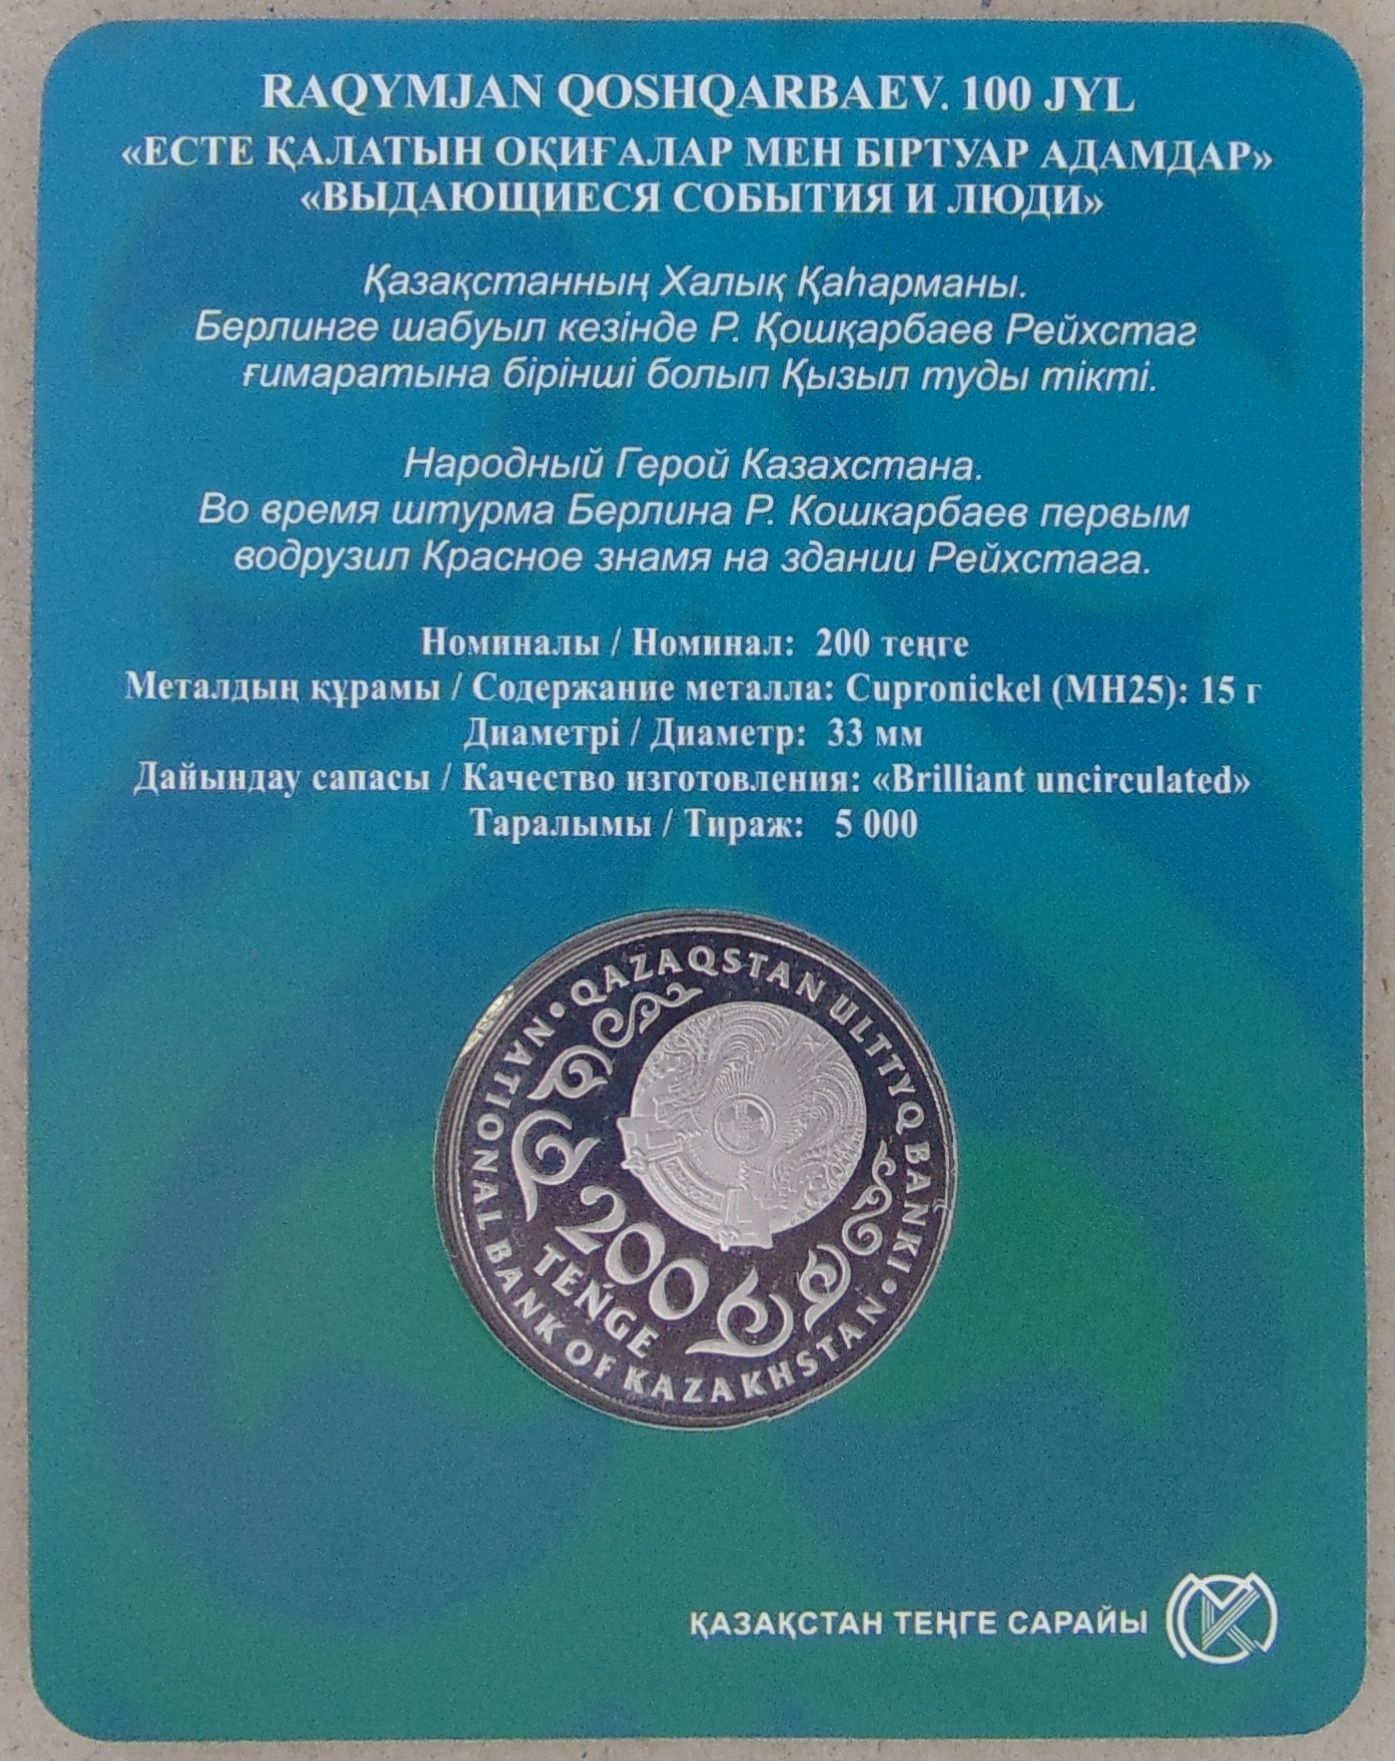 RAQYMJAN QOSHQARBAEV. 100 JYL
«ЕСТЕ ҚАЛАТЫН ОҚИҒАЛАР МЕН БІРТУАР АДАМДАР»
«ВЫДАЮЩИЕСЯ СОБЫТИЯ И ЛЮДИ»
Қазақстанның Халық Қаһарманы.
Берлинге шабуыл кезінде Р. Қошқарбаев Рейхстаг
ғимаратына бірінші болып Қызыл туды тікті.
Народный Герой Казахстана.
Во время штурма Берлина Р. Кошкарбаев первым
водрузил Красное знамя на здании Рейхстага.
Номиналы / Номинал: 200 теңге
Металдың құрамы / Содержание металла: Cupronickel (МН25): 15 г
Диаметрі / Диаметр: 33 мм
Дайындау сапасы / Качество изготовления: «Brilliant uncirculated»
Таралымы / Тираж: 5 000
• QAZAQSTAN ULTTYQ BANKI •
200
TEŃGE
NATIONAL BANK OF KAZAKHSTAN
ҚАЗАҚСТАН ТЕҢГЕ САРАЙЫ